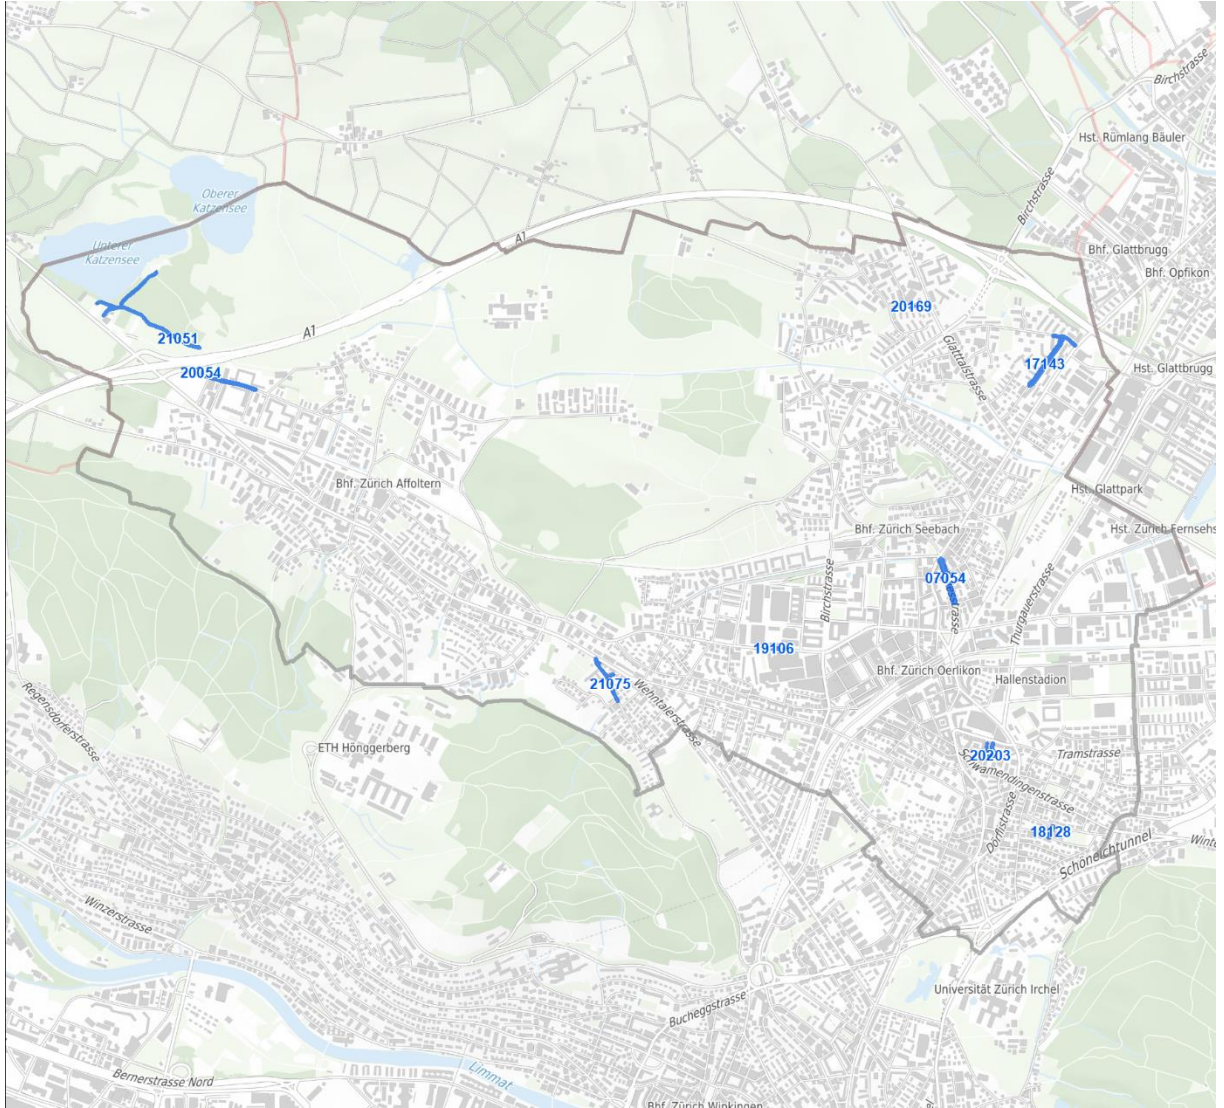 Birchstrasse
Hst. Rümlang Bäuler
Oberer
Katzensee
Birchstrasse
Unterer
Katzensee
A1
Bhf. Glattbrugg
Bhf. Opfikon
20169
21051
A1
Glatttalstrasse
17143
Hst. Glattbrugg
20054
Bhf. Zürich Affoltern
Hst. Glattpark
Bhf. Zürich Seebach
Hst. Zürich Fernsehs
07054
Birchstrasse
strasse
Thurgauerstrasse
19106
Bhf. Zürich Oerlikon
Hallenstadion
21075
Wehntalerstrasse
Regensdorferstrasse
ETH Hönggerberg
20203
Tramstrasse
Schwamendingenstrasse
Dörflistrasse
18128
Schöneichtunnel
Winte
Winzerstrasse
Universität Zürich Irchel
Bucheggstrasse
Limmat
Bernerstrasse Nord
Bhf. Zürich Wipkingen